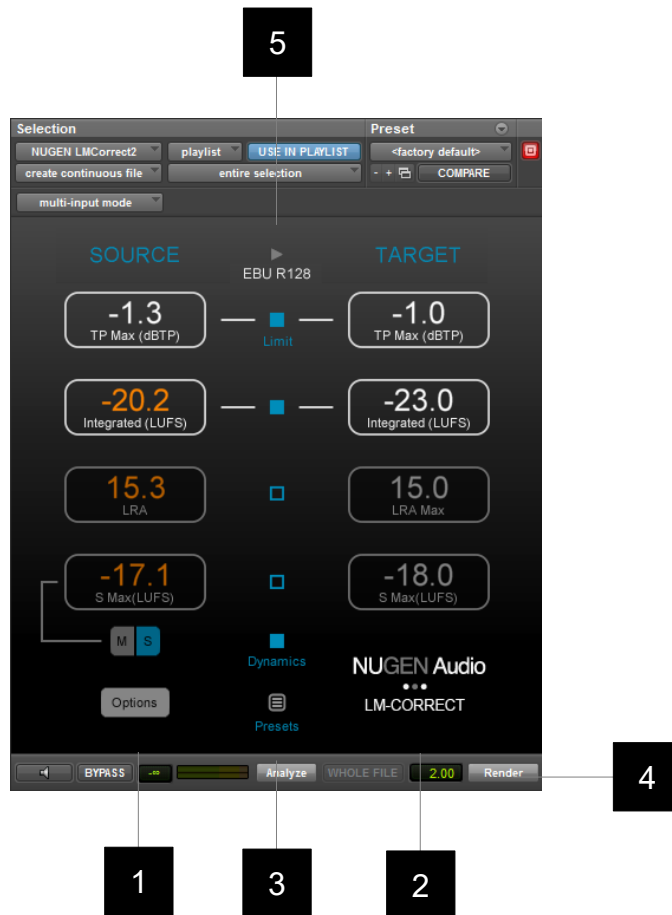 5
Selection
Preset
NUGEN LMCorrect2
playlist
USE IN PLAYLIST
<factory default>
create continuous file
entire selection
- +
COMPARE
multi-input mode
SOURCE
TARGET
EBU R128
-1.3
TP Max (dBTP)
Limit
-1.0
TP Max (dBTP)
-20.2
Integrated (LUFS)
-23.0
Integrated (LUFS)
15.3
LRA
15.0
LRA Max
-17.1
S Max(LUFS)
-18.0
S Max(LUFS)
M S
Dynamics
NUGEN Audio
LM-CORRECT
Options
Presets
BYPASS
-∞
Analyze
WHOLE FILE
2.00
Render
4
1
3
2